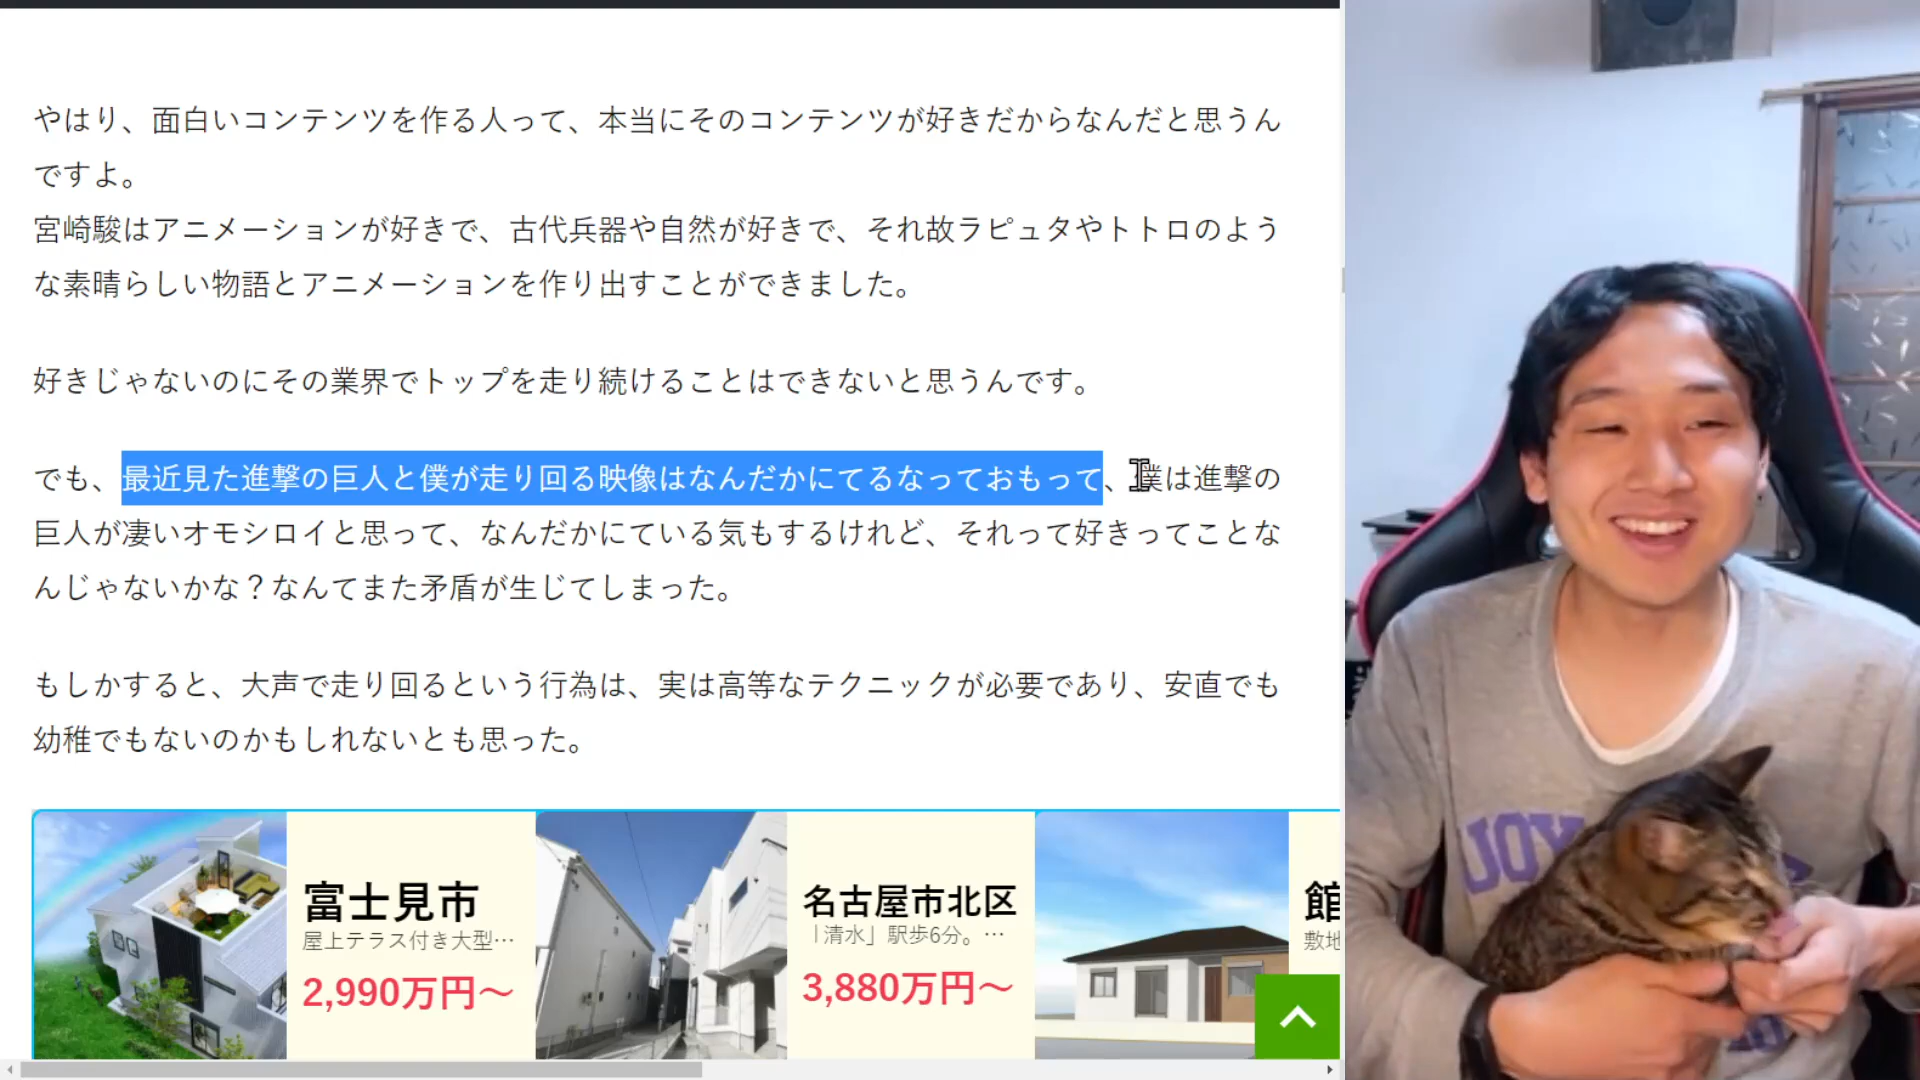 やはり、面白いコンテンツを作る人って、本当にそのコンテンツが好きだからなんだと思うん
ですよ。
宮崎駿はアニメーションが好きで、古代兵器や自然が好きで、それ故ラピュタやトトロのよう
な素晴らしい物語とアニメーションを作り出すことができました。
好きじゃないのにその業界でトップを走り続けることはできないと思うんです。
でも、最近見た進撃の巨人と僕が走り回る映像はなんだかにてるなっておもって、僕は進撃の
巨人が凄いオモシロイと思って、なんだかにている気もするけれど、それって好きってことな
んじゃないかな？なんてまた矛盾が生じてしまった。
もしかすると、大声で走り回るという行為は、実は高等なテクニックが必要であり、安直でも
幼稚でもないのかもしれないとも思った。
富士見市
屋上テラス付き大型…
2,990万円～
名古屋市北区
「清水」駅歩6分。…
3,880万円～
館
敷地
JOY